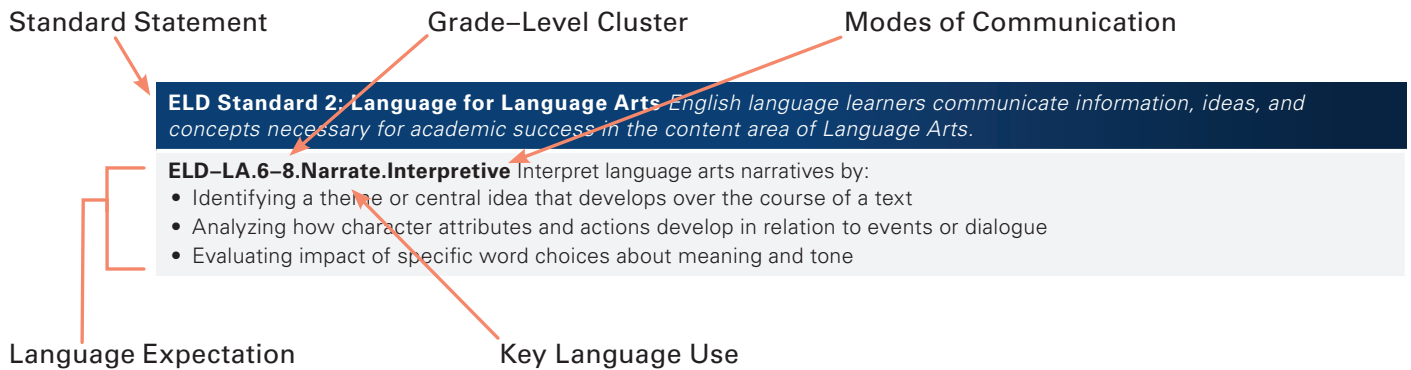 Standard Statement Grade–Level Cluster Modes of Communication
ELD Standard 2: Language for Language Arts English language learners communicate information, ideas, and
concepts necessary for academic success in the content area of Language Arts.
ELD–LA.6–8.Narrate.Interpretive Interpret language arts narratives by:
• Identifying a theme or central idea that develops over the course of a text
• Analyzing how character attributes and actions develop in relation to events or dialogue
• Evaluating impact of specific word choices about meaning and tone
Language Expectation Key Language Use